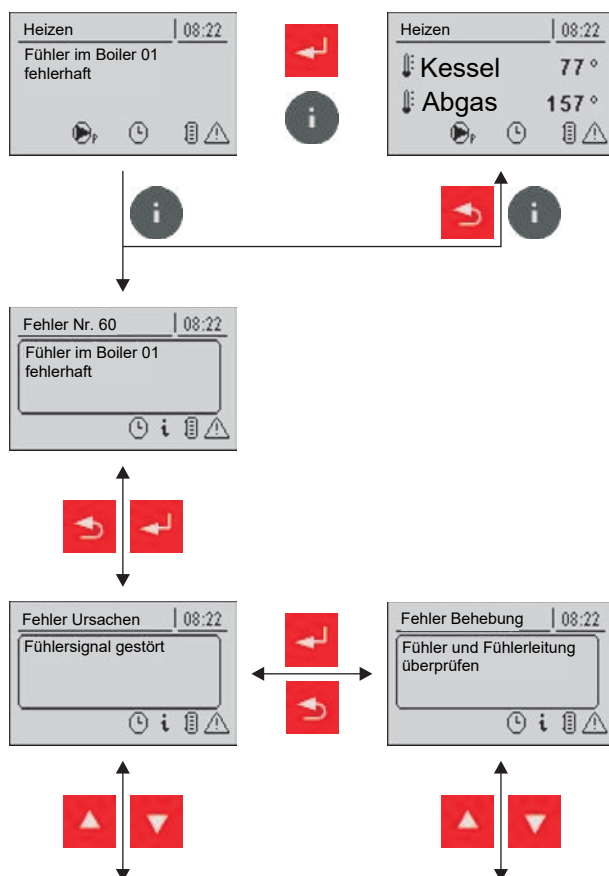 Heizen 08:22
Fühler im Boiler 01
fehlerhaft
P
i
Heizen 08:22
Kessel 77 °
Abgas 157 °
P
i
i
Fehler Nr. 60 08:22
Fühler im Boiler 01
fehlerhaft
i
Fehler Ursachen 08:22
Fühlersignal gestört
i
Fehler Behebung 08:22
Fühler und Fühlerleitung
überprüfen
i